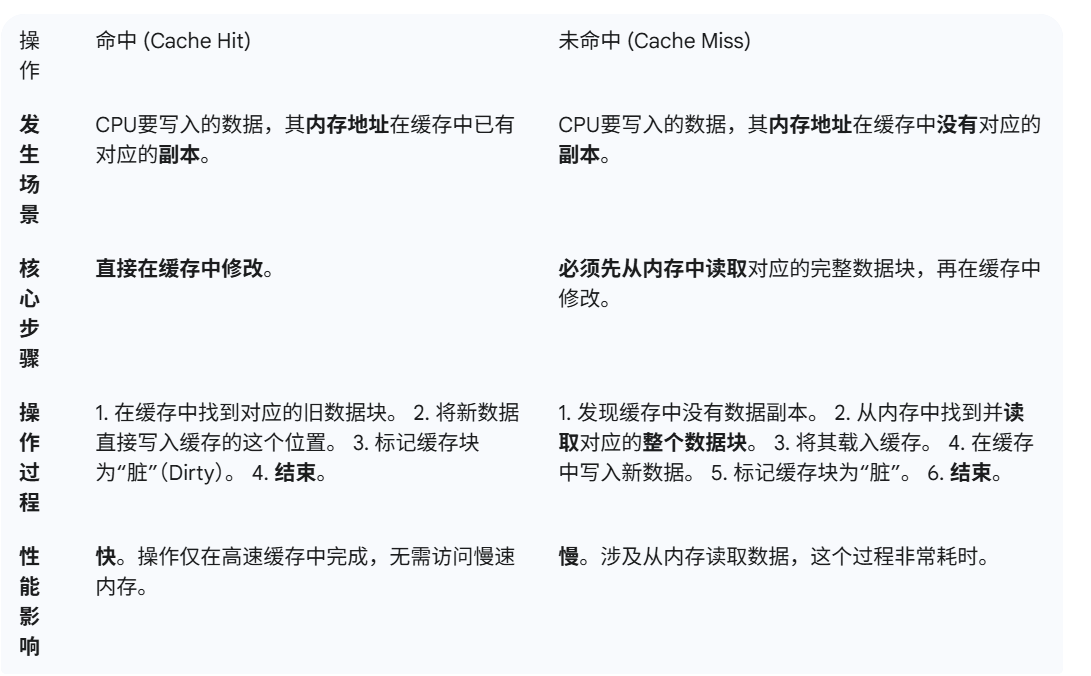 操作
命中 (Cache Hit)
未命中 (Cache Miss)
发生场景
CPU要写入的数据，其内存地址在缓存中已有
对应的副本。
CPU要写入的数据，其内存地址在缓存中没有对应的
副本。
核心步骤
直接在缓存中修改。
必须先从内存中读取对应的完整数据块，再在缓存中
修改。
操作过程
1. 在缓存中找到对应的旧数据块。 2. 将新数据
直接写入缓存的这个位置。 3. 标记缓存块
为“脏”（Dirty）。 4. 结束。
1. 发现缓存中没有数据副本。 2. 从内存中找到并读
取对应的整个数据块。 3. 将其载入缓存。 4. 在缓存
中写入新数据。 5. 标记缓存块为“脏”。 6. 结束。
性能影响
快。操作仅在高速缓存中完成，无需访问慢速
内存。
慢。涉及从内存读取数据，这个过程非常耗时。